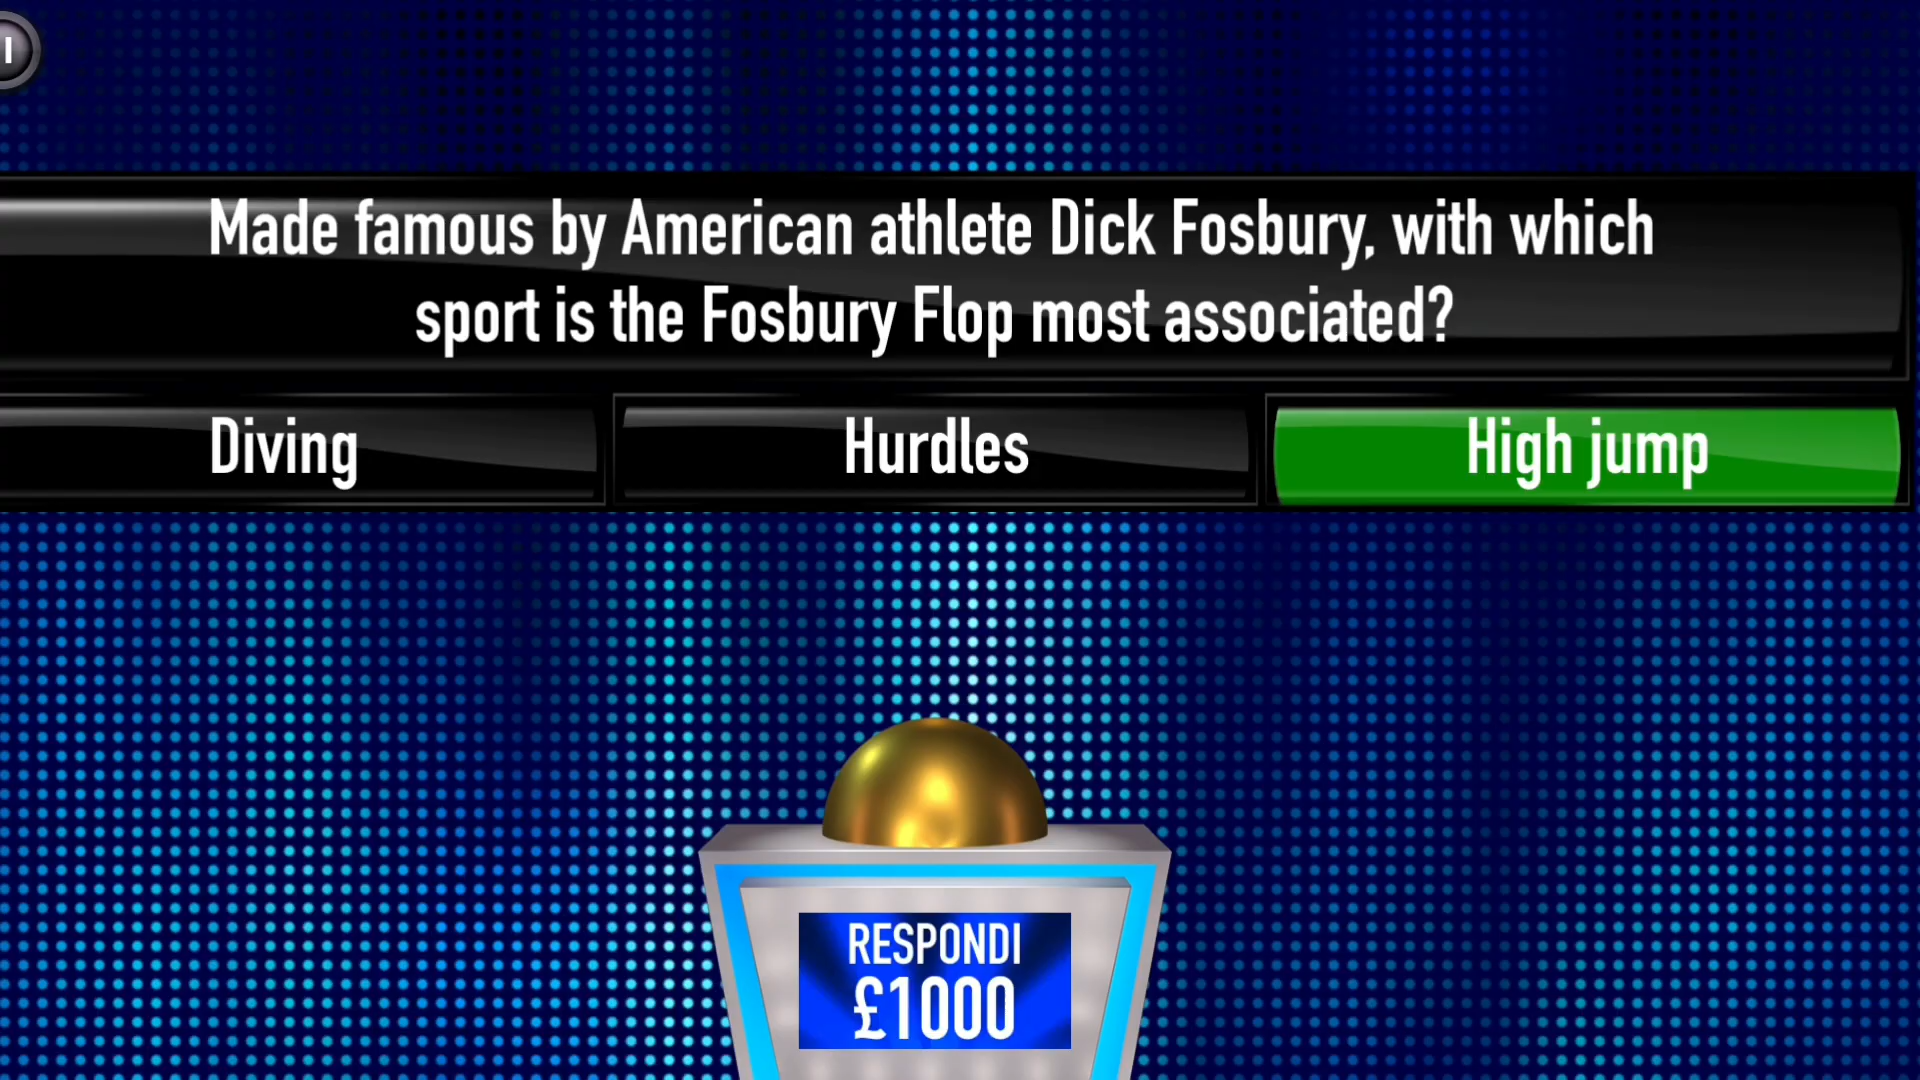 Made famous by American athlete Dick Fosbury, with which
sport is the Fosbury Flop most associated?
Diving
Hurdles
High jump
RESPONDI
£1000